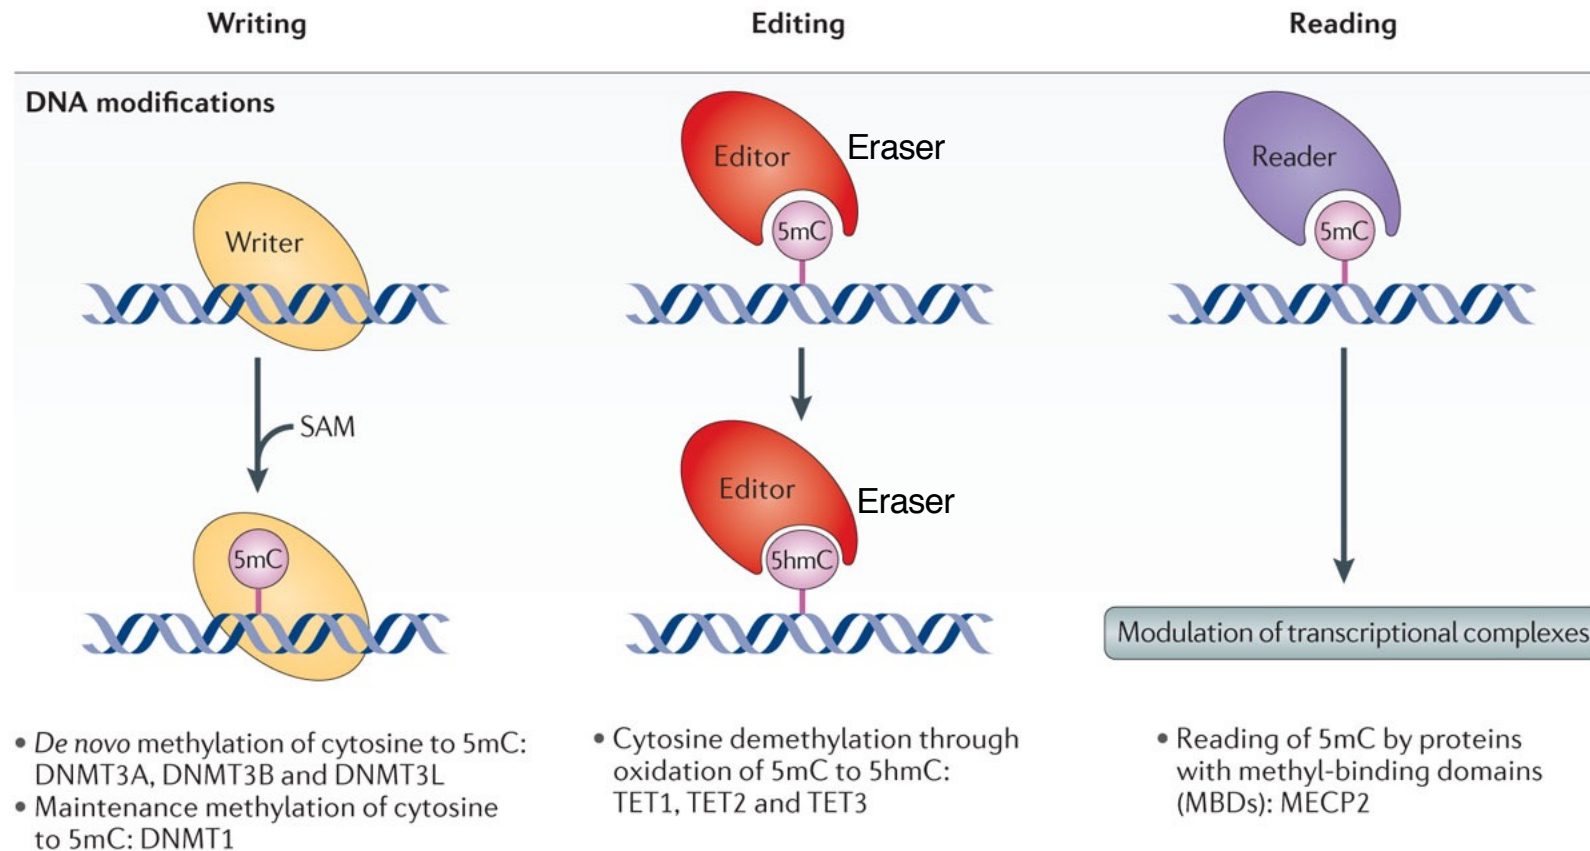 Writing
Editing
Reading
DNA modifications
Editor
Eraser
Reader
5mC
5mC
Writer
SAM
Editor
Eraser
5mC
5hmC
Modulation of transcriptional complexes
• De novo methylation of cytosine to 5mC:
DNMT3A, DNMT3B and DNMT3L
• Maintenance methylation of cytosine
to 5mC: DNMT1
• Cytosine demethylation through
oxidation of 5mC to 5hmC:
TET1, TET2 and TET3
• Reading of 5mC by proteins
with methyl-binding domains
(MBDs): MECP2